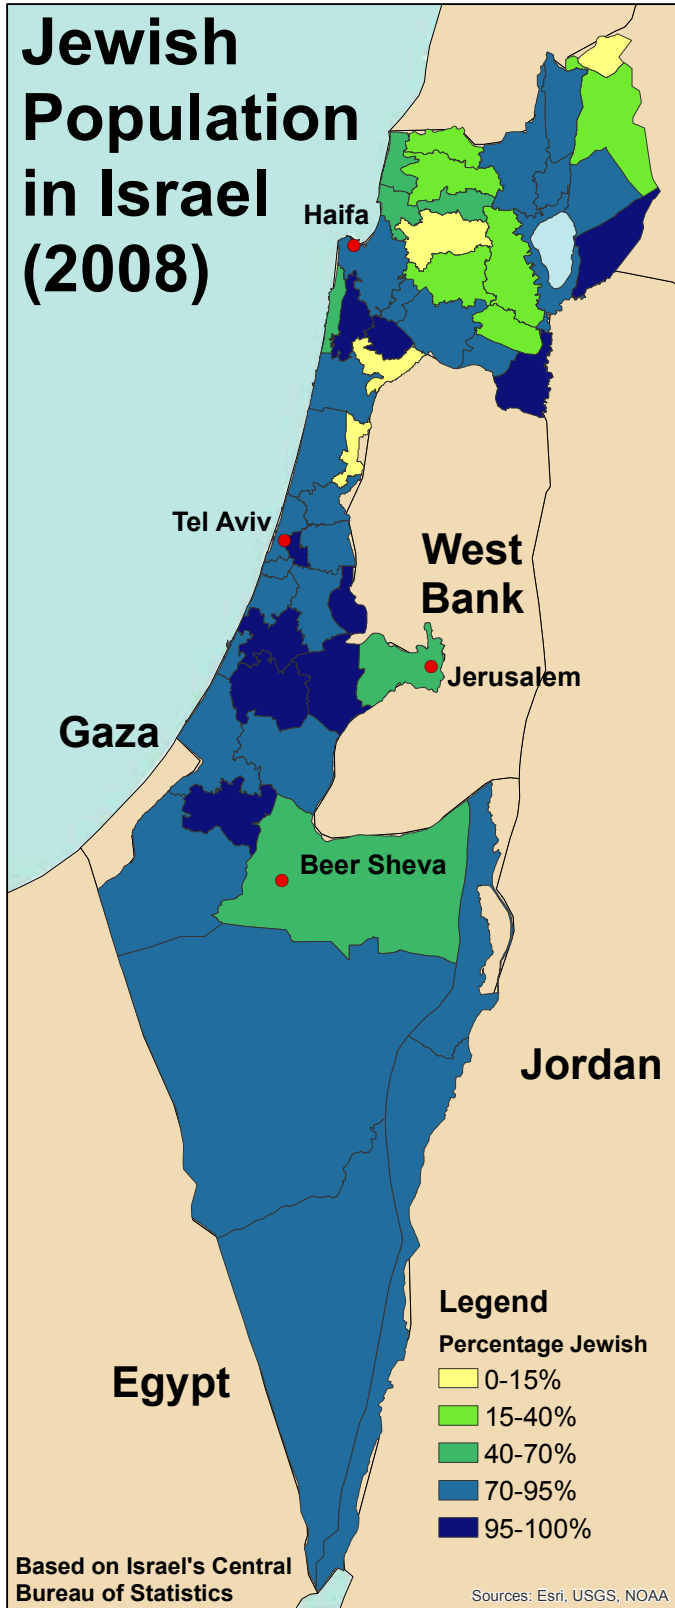 Jewish
Population
in Israel
(2008)
Haifa
Tel Aviv
West
Bank
Jerusalem
Gaza
Beer Sheva
Jordan
Egypt
Legend
Percentage Jewish
0-15%
15-40%
40-70%
70-95%
95-100%
Based on Israel's Central
Bureau of Statistics
Sources: Esri, USGS, NOAA